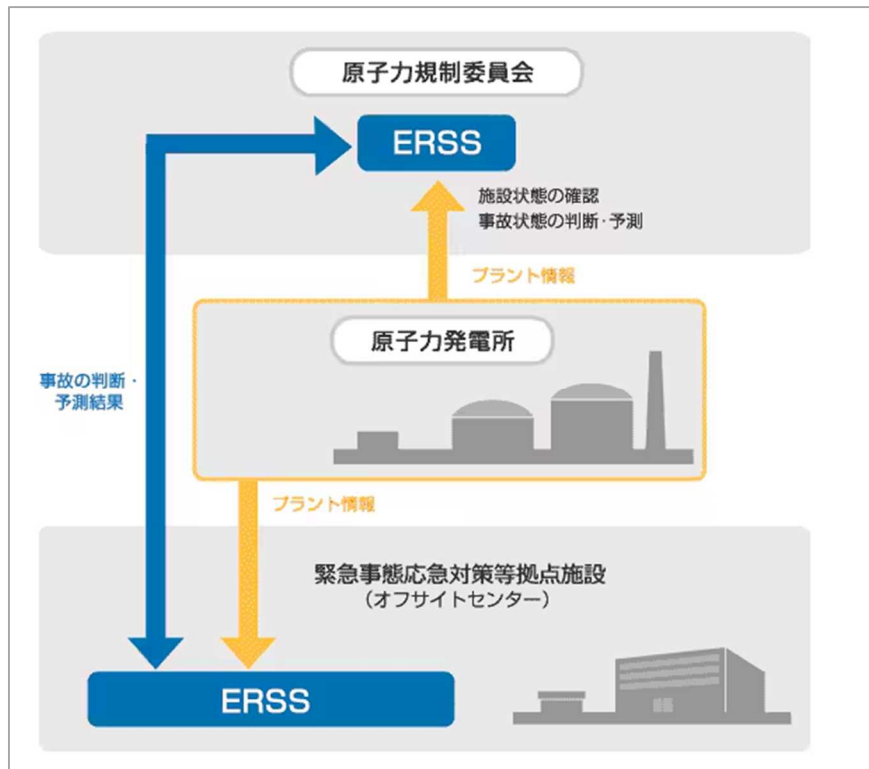 原子力規制委員会
ERSS
施設状態の確認
事故状態の判断・予測
プラント情報
原子力発電所
事故の判断・
予測結果
プラント情報
緊急事態応急対策等拠点施設
（オフサイトセンター）
ERSS